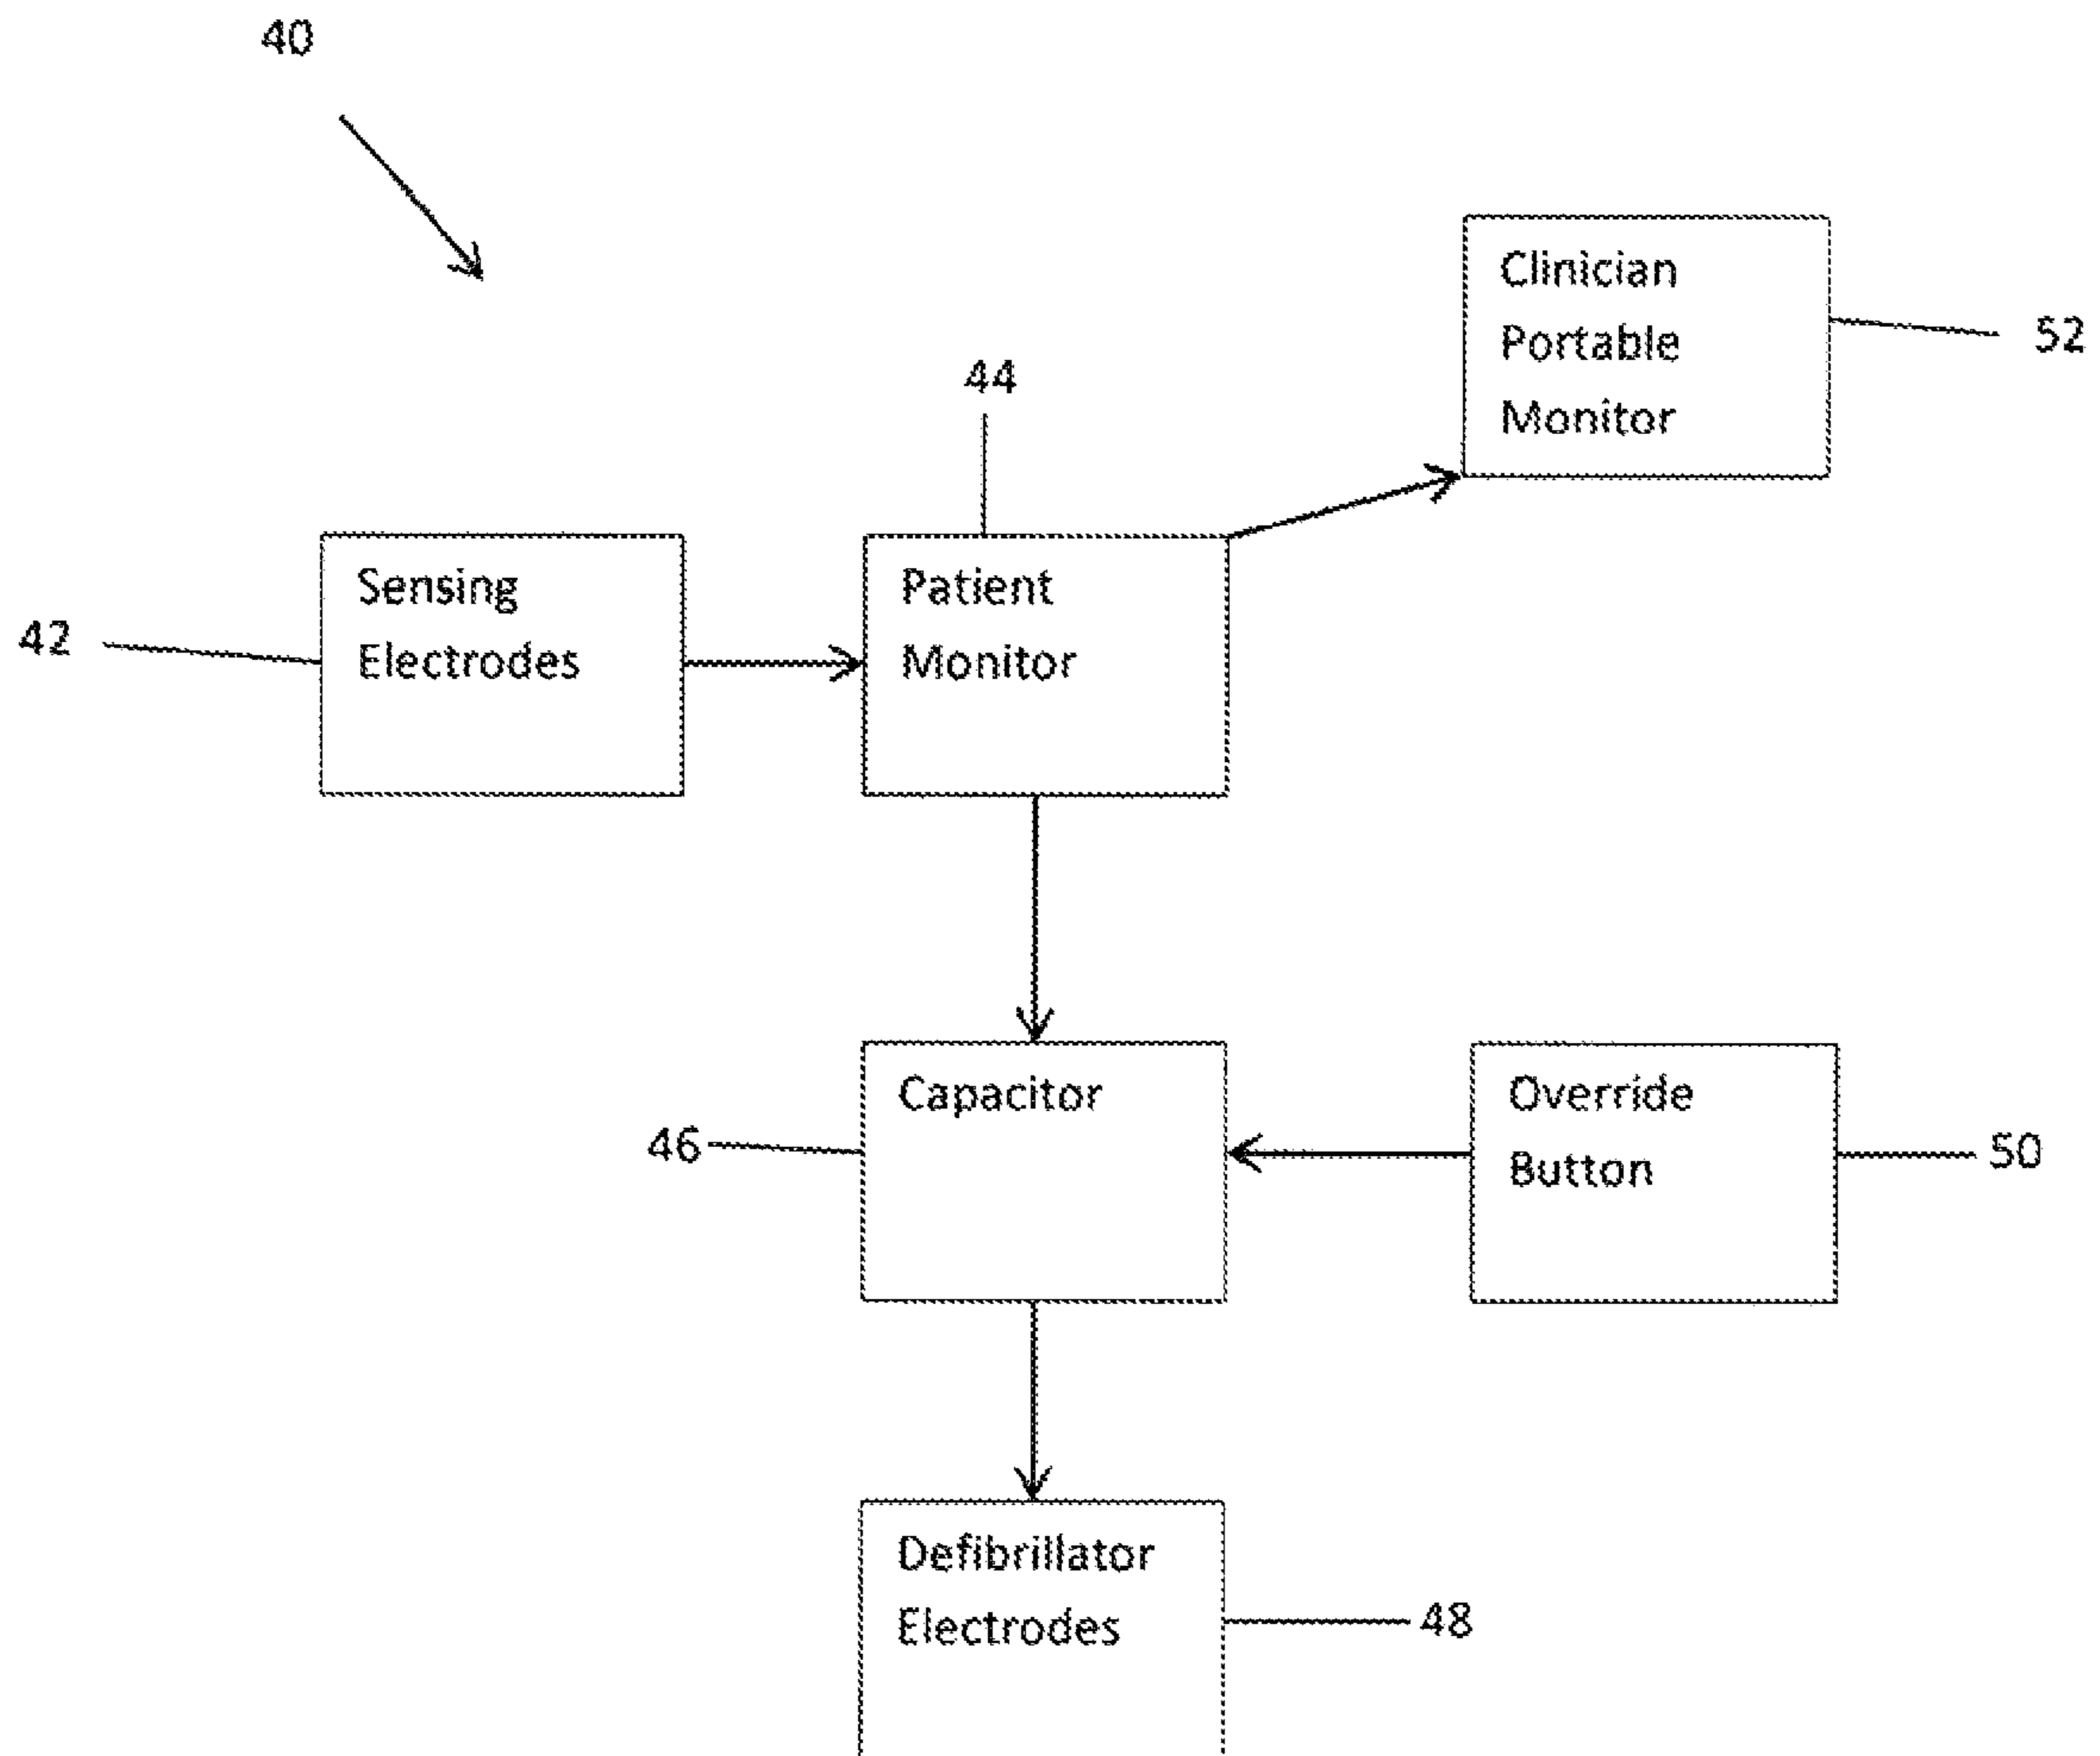 40
Clinician
Portable
Monitor
52
44
Sensing
Electrodes
42
Patient
Monitor
Capacitor
46
Override
Button
50
Defibrillator
Electrodes
48